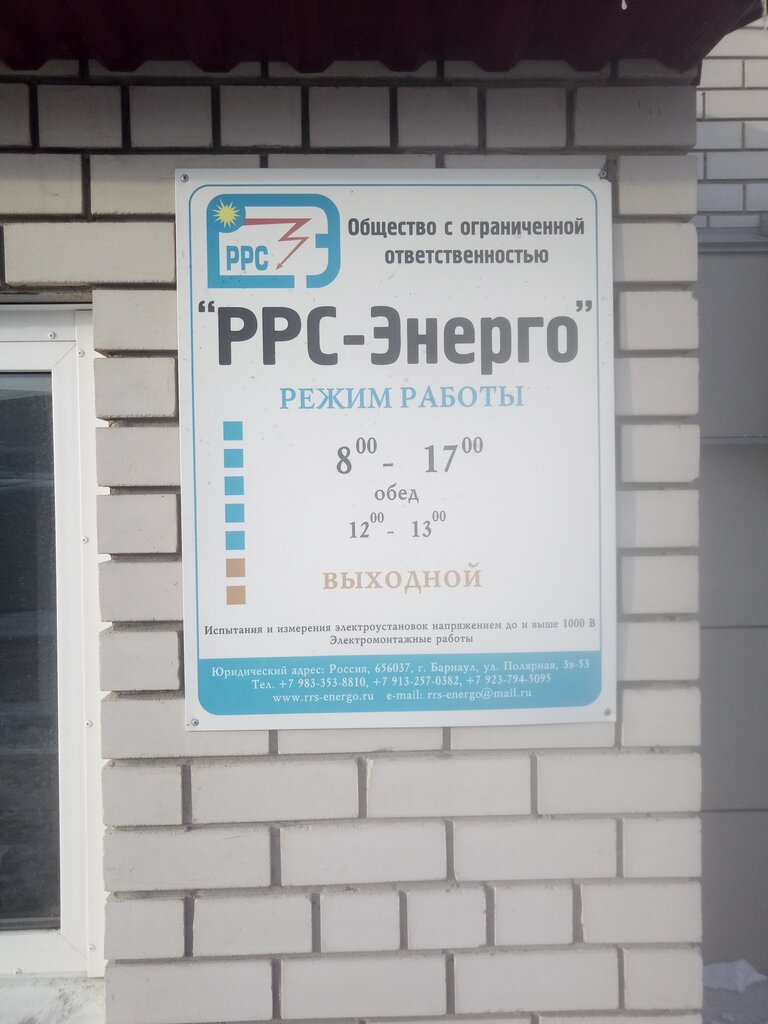 РРС
Общество с ограниченной
ответственностью
“РРС-Энерго”
РЕЖИМ РАБОТЫ
8⁰⁰ - 17⁰⁰
обед
12⁰⁰ - 13⁰⁰
ВЫХОДНОЙ
Испытания и измерения электроустановок напряжением до и выше 1000 В
Электромонтажные работы
Юридический адрес: Россия, 656037, г. Барнаул, ул. Полярная, 3в-53
Тел. +7 983-353-8810, +7 913-257-0382, +7 923-794-5095
www.rrs-energo.ru e-mail: rrs-energo@mail.ru